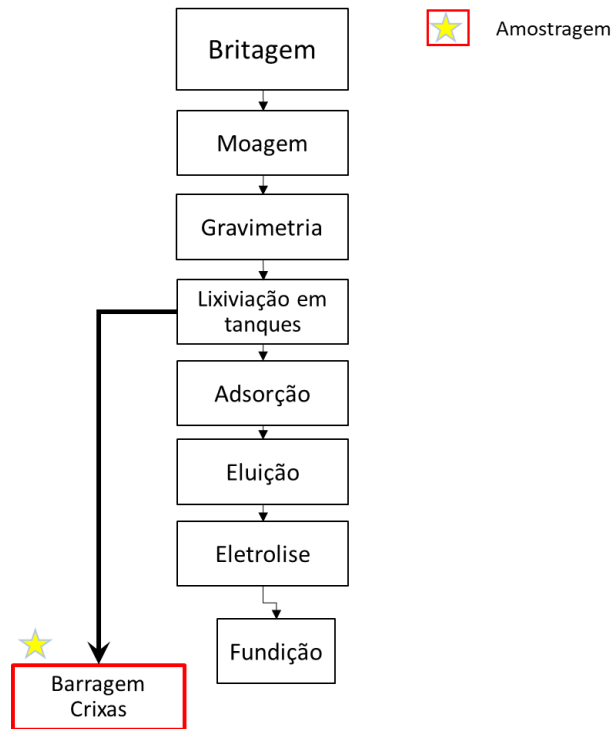 Britagem
Amostragem
Moagem
Gravimetria
Lixiviação em
tanques
Adsorção
Eluição
Eletrolise
Fundição
Barragem
Crixas